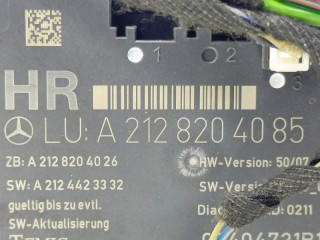 1 2 3
HR
LU: A 212 820 40 85
ZB: A 212 820 40 26
HW-Version: 50/07
SW: A 212 442 33 32
gueltig bis zu evtl.
ID: 0211
SW-Aktualisierung